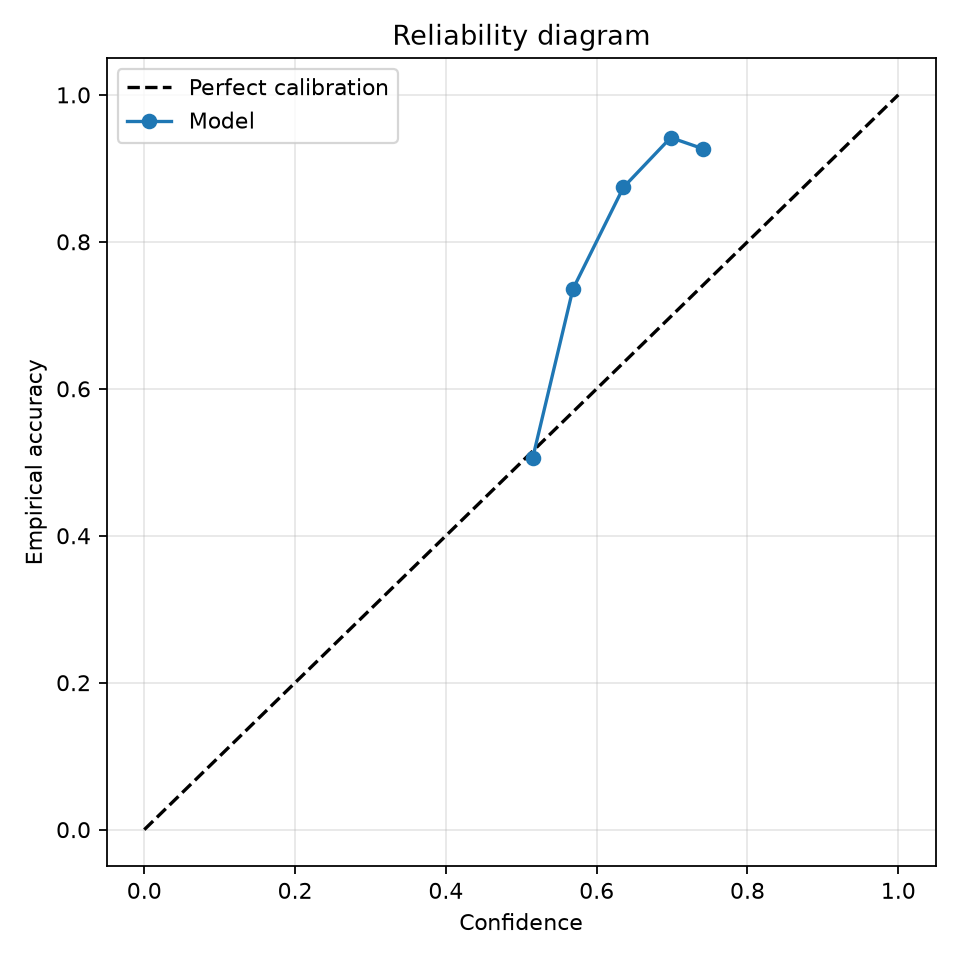 Reliability diagram
Perfect calibration
Model
1.0
0.8
0.6
0.4
0.2
0.0
Empirical accuracy
0.0 0.2 0.4 0.6 0.8 1.0
Confidence